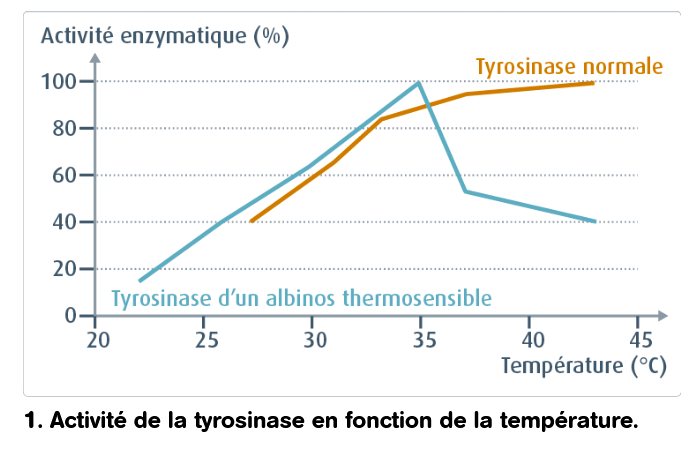 Activité enzymatique (%)
Tyrosinase normale
100
80
60
40
20
0
Tyrosinase d'un albinos thermosensible
20 25 30 35 40 45
Température (°C)
1. Activité de la tyrosinase en fonction de la température.